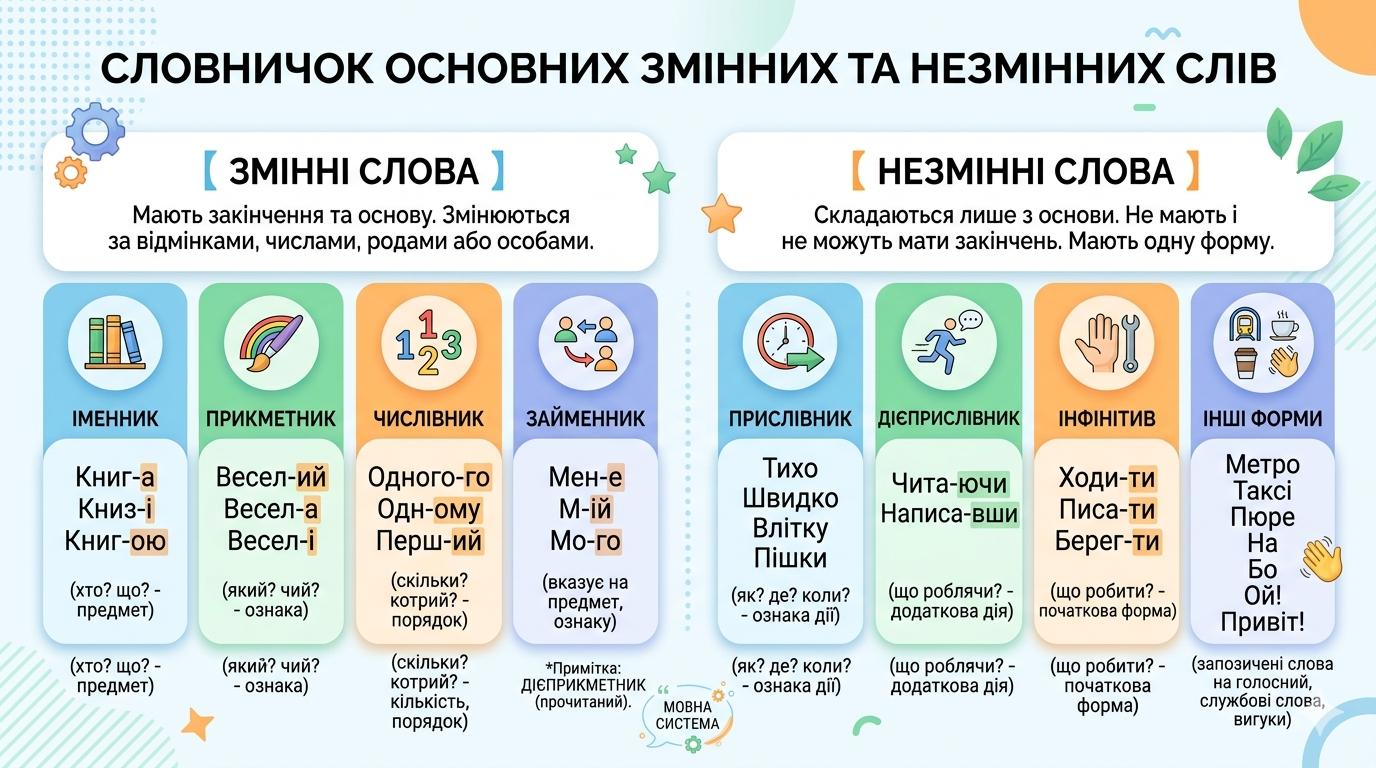 СЛОВНИЧОК ОСНОВНИХ ЗМІННИХ ТА НЕЗМІННИХ СЛІВ
【 ЗМІННІ СЛОВА 】
Мають закінчення та основу. Змінюються
за відмінками, числами, родами або особами.
ІМЕННИК
Книг-а
Книз-і
Книг-ою
(хто? що? -
предмет)
(хто? що? -
предмет)
ПРИКМЕТНИК
Весел-ий
Весел-а
Весел-і
(який? чий?
- ознака)
(який? чий?
- ознака)
1 1 2 3
ЧИСЛІВНИК
Одного-го
Одн-ому
Перш-ий
(скільки?
котрий? -
порядок)
(скільки?
котрий? -
кількість,
порядок)
ЗАЙМЕННИК
Мен-е
М-ій
Мо-го
(вказує на
предмет,
ознаку)
*Примітка:
ДІЄПРИКМЕТНИК
(прочитаний).
【 НЕЗМІННІ СЛОВА 】
Складаються лише з основи. Не мають і
не можуть мати закінчень. Мають одну форму.
ПРИСЛІВНИК
Тихо
Швидко
Влітку
Пішки
(як? де? коли?
- ознака дії)
(як? де? коли?
- ознака дії)
ДІЄПРИСЛІВНИК
Чита-ючи
Написа-вши
(що роблячи? -
додаткова дія)
(що роблячи? -
додаткова дія)
ІНФІНІТИВ
Ходи-ти
Писа-ти
Берег-ти
(що робити? -
початкова форма)
(що робити? -
початкова
форма)
ІНШІ ФОРМИ
Метро
Таксі
Пюре
На
Бо
Ой!
Привіт!
(запозичені слова
на голосний,
службові слова,
вигуки)
МОВНА
СИСТЕМА